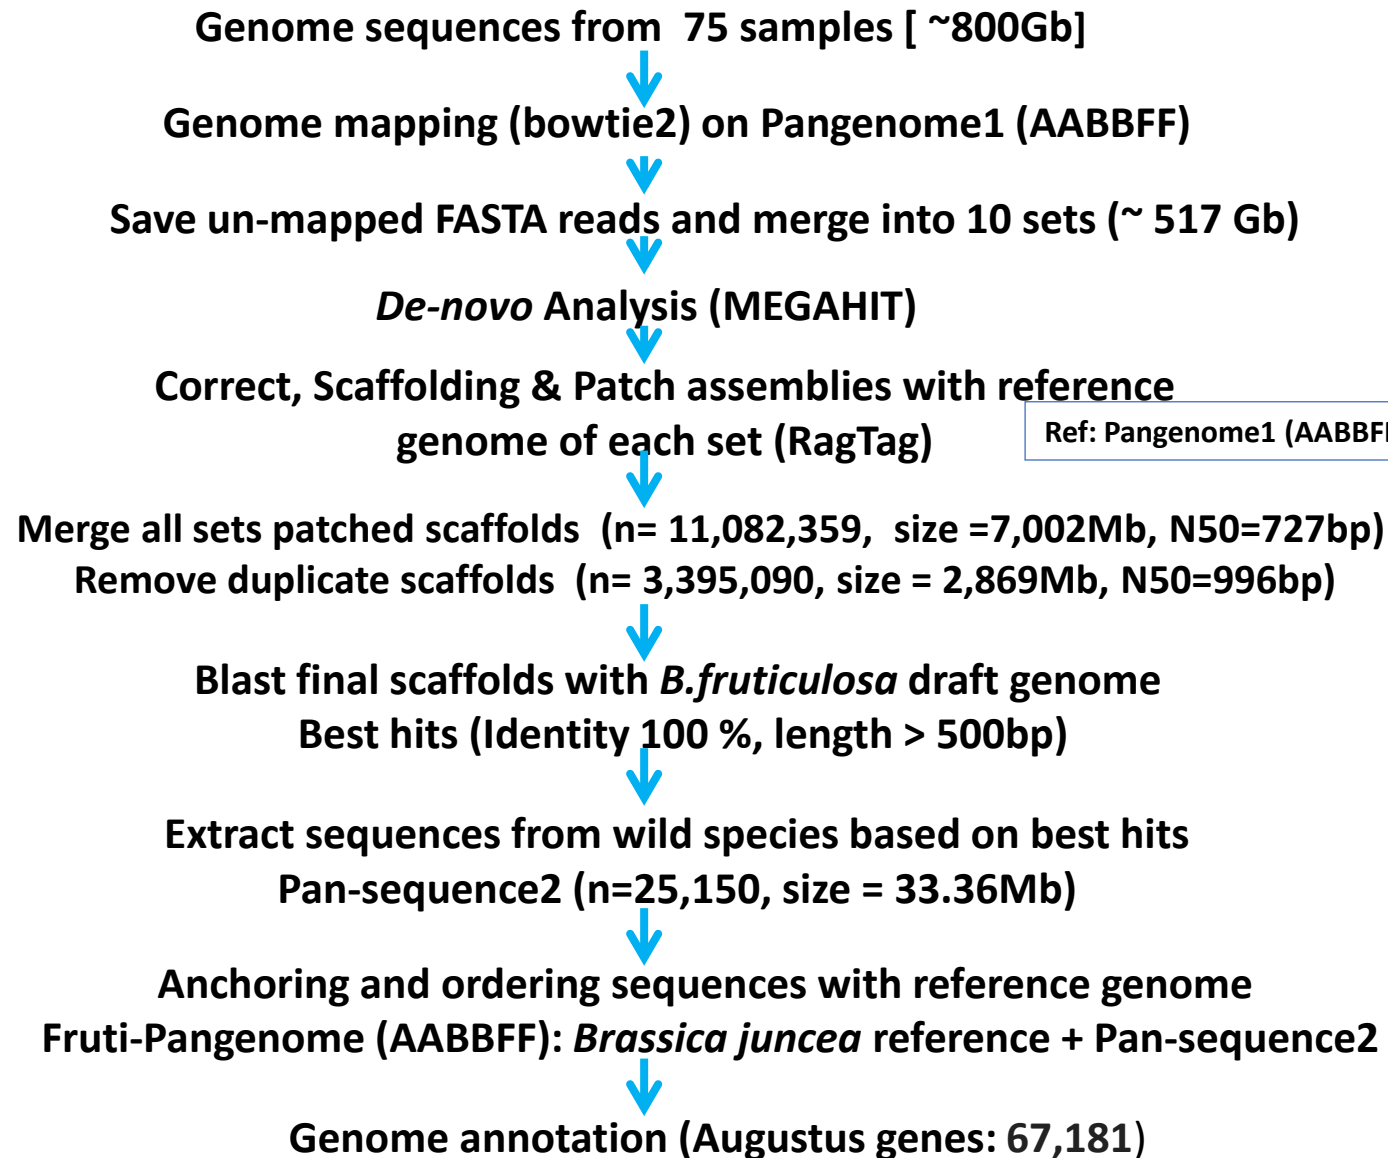 Genome sequences from 75 samples [ ~800Gb]
Genome mapping (bowtie2) on Pangenome1 (AABBFF)
Save un-mapped FASTA reads and merge into 10 sets (~ 517 Gb)
De-novo Analysis (MEGAHIT)
Correct, Scaffolding & Patch assemblies with reference
genome of each set (RagTag)
Ref: Pangenome1 (AABBF
Merge all sets patched scaffolds (n= 11,082,359, size =7,002Mb, N50=727bp)
Remove duplicate scaffolds (n= 3,395,090, size = 2,869Mb, N50=996bp)
Blast final scaffolds with B.fruticulosa draft genome
Best hits (Identity 100 %, length > 500bp)
Extract sequences from wild species based on best hits
Pan-sequence2 (n=25,150, size = 33.36Mb)
Anchoring and ordering sequences with reference genome
Fruti-Pangenome (AABBFF): Brassica juncea reference + Pan-sequence2
Genome annotation (Augustus genes: 67,181)